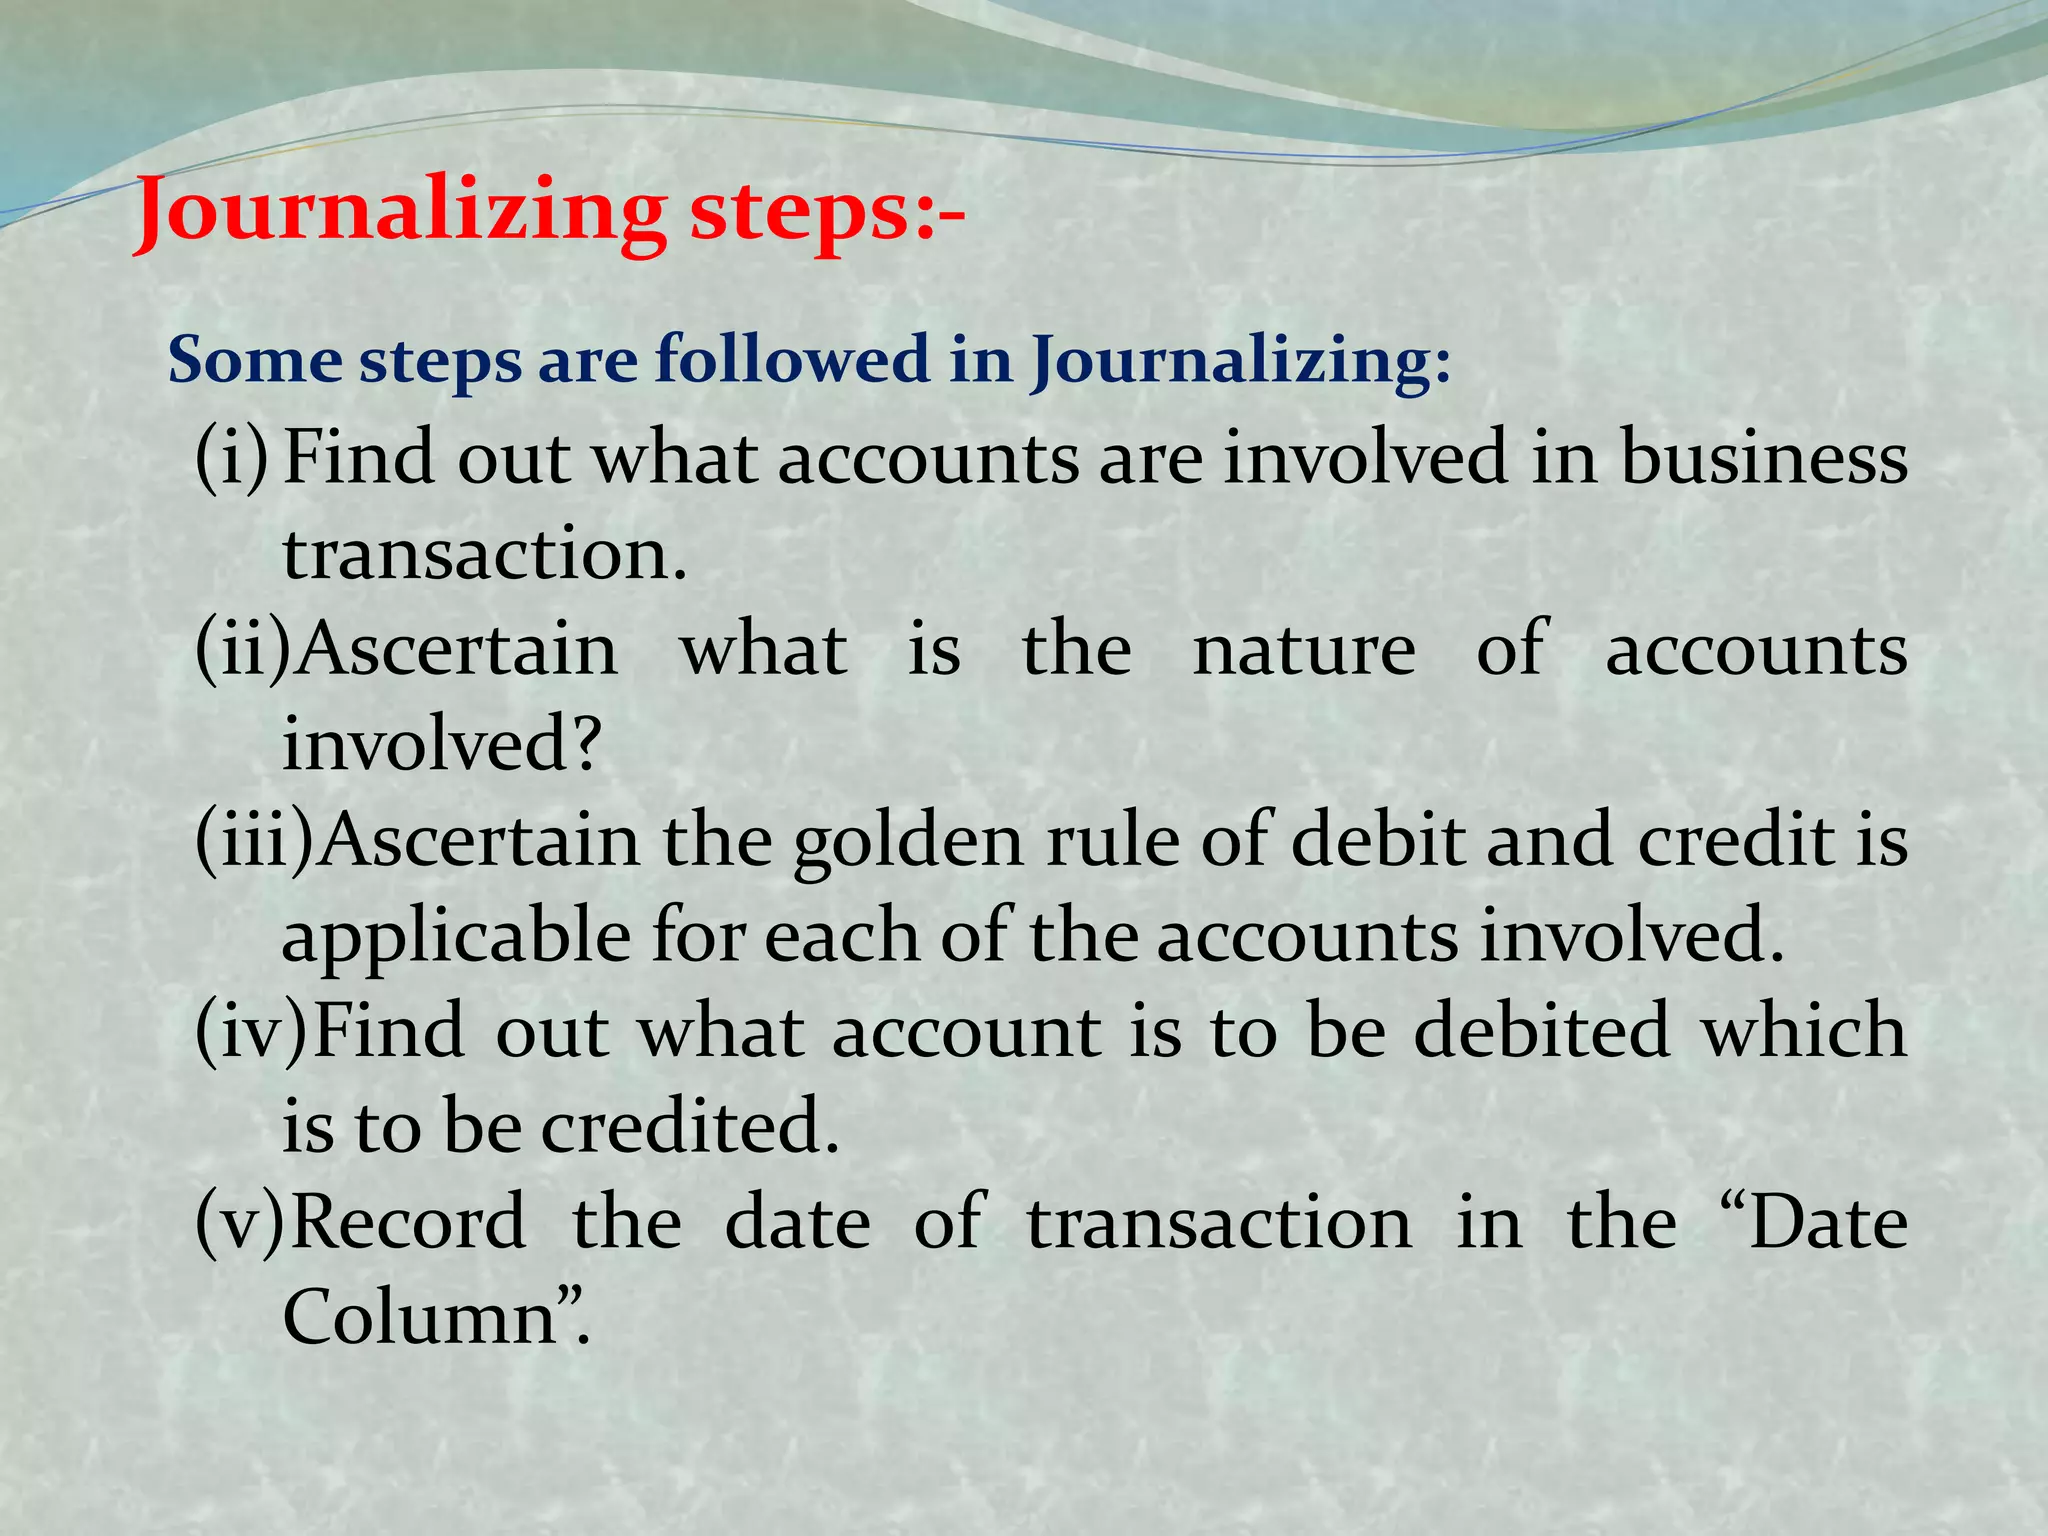 Journalizing steps:-
Some steps are followed in Journalizing:
(i) Find out what accounts are involved in business
transaction.
(ii)Ascertain what is the nature of accounts
involved?
(iii)Ascertain the golden rule of debit and credit is
applicable for each of the accounts involved.
(iv)Find out what account is to be debited which
is to be credited.
(v)Record the date of transaction in the “Date
Column”.